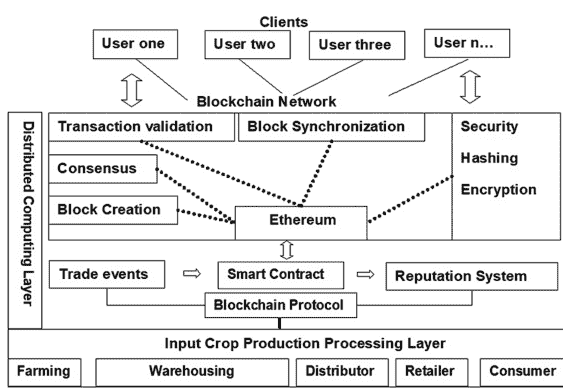 Clients
User one
User two
User three
User n...
Blockchain Network
Distributed Computing Layer
Transaction validation
Block Synchronization
Security
Hashing
Encryption
Consensus
Block Creation
Ethereum
Trade events
Smart Contract
Reputation System
Blockchain Protocol
Input Crop Production Processing Layer
Farming
Warehousing
Distributor
Retailer
Consumer